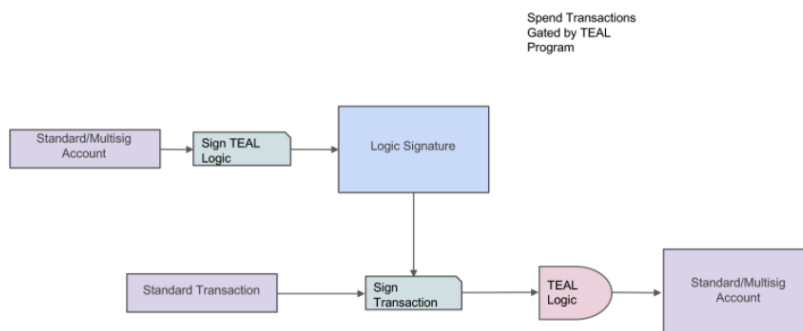 Spend Transactions
Gated by TEAL
Program
Standard/Multisig
Account
Sign TEAL
Logic
Logic Signature
Standard Transaction
Sign
Transaction
TEAL
Logic
Standard/Multisig
Account